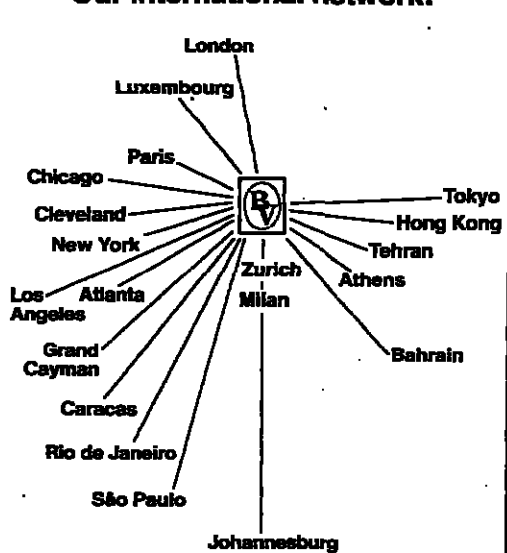 London
Luxembourg
Paris
Chicago
Cleveland
New York
Los
Angeles
Atlanta
Grand
Cayman
Caracas
Rio de Janeiro
São Paulo
Johannesburg
BV
Zurich
Milan
Tokyo
Hong Kong
Tehran
Athens
Bahrain